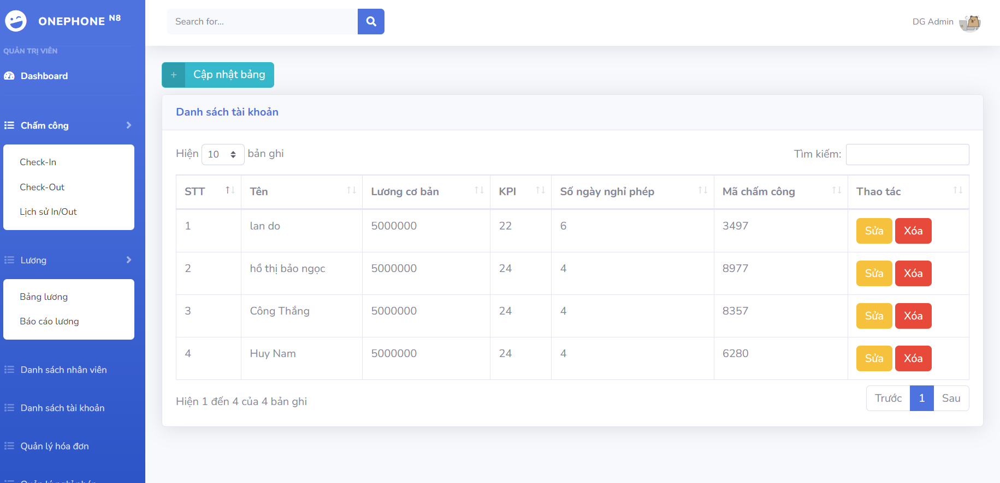 ONEPHONE N8
QUẢN TRỊ VIÊN
Dashboard
Chấm công
Check-In
Check-Out
Lịch sử In/Out
Lương
Bảng lương
Báo cáo lương
Danh sách nhân viên
Danh sách tài khoản
Quản lý hóa đơn
Quản lý nghỉ phép
Search for...
DG Admin
+ Cập nhật bảng
Danh sách tài khoản
Hiện 10 bản ghi
Tìm kiếm:
STT Tên Lương cơ bản KPI Số ngày nghỉ phép Mã chấm công Thao tác
1 lan do 5000000 22 6 3497 Sửa Xóa
2 hồ thị bảo ngọc 5000000 24 4 8977 Sửa Xóa
3 Công Thắng 5000000 24 4 8357 Sửa Xóa
4 Huy Nam 5000000 24 4 6280 Sửa Xóa
Hiện 1 đến 4 của 4 bản ghi
Trước 1 Sau